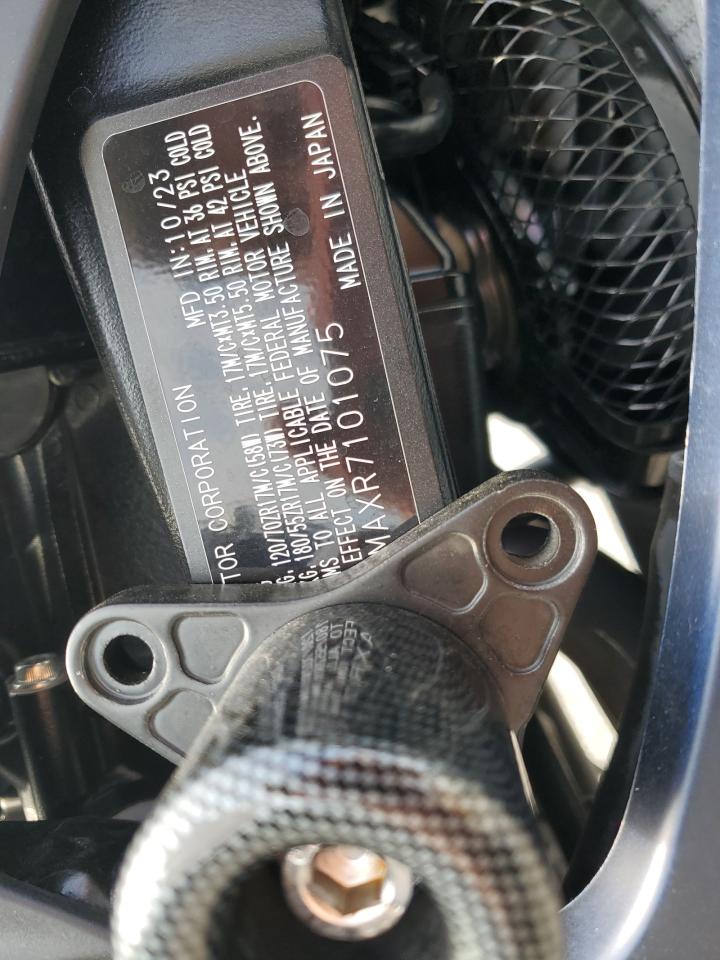 TOR CORPORATION MFD IN:10/23
120/70ZR17M/C(58W) TIRE, 17M/C×MT3.50 RIM, AT 36 PSI COLD
G, 180/55ZR17M/C(73W) TIRE, 17M/C×MT5.50 RIM, AT 42 PSI COLD
TO ALL APPLICABLE FEDERAL MOTOR VEHICLE
EFFECT ON THE DATE OF MANUFACTURE SHOWN ABOVE.
MAXR7101075 MADE IN JAPAN